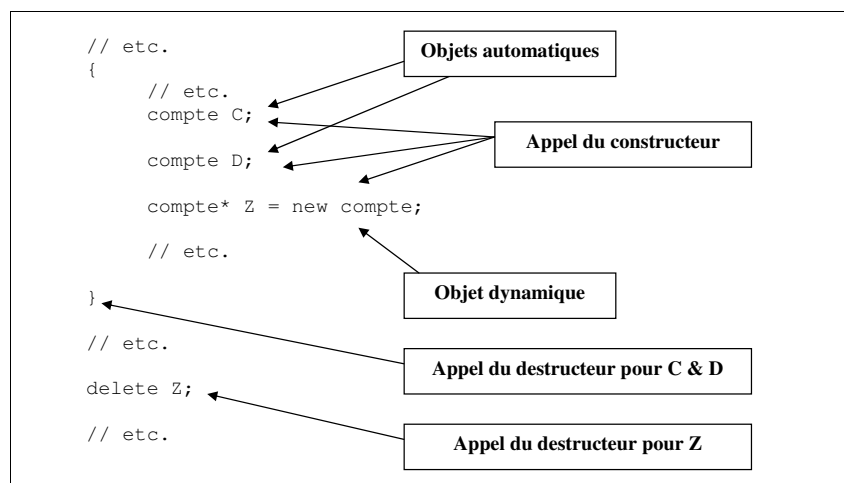 // etc.
Objets automatiques
{
// etc.
compte C;
Appel du constructeur
compte D;
compte* Z = new compte;
// etc.
Objet dynamique
}
// etc.
Appel du destructeur pour C & D
delete Z;
// etc.
Appel du destructeur pour Z